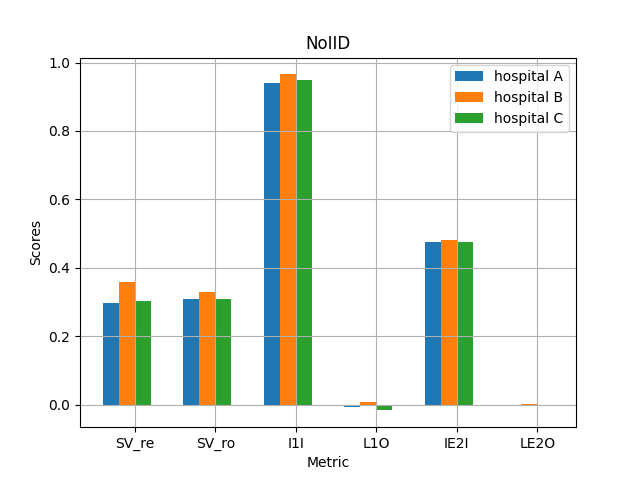 NoIID
hospital A
hospital B
hospital C
Scores
1.0
0.8
0.6
0.4
0.2
0.0
SV_re SV_ro I1I L1O IE2I LE2O
Metric